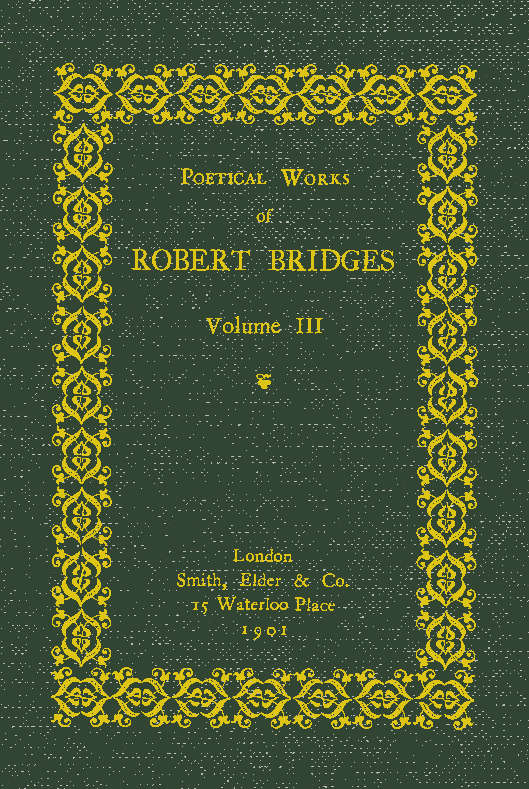 POETICAL WORKS
of
ROBERT BRIDGES
Volume III
London
Smith, Elder & Co.
15 Waterloo Place
1901